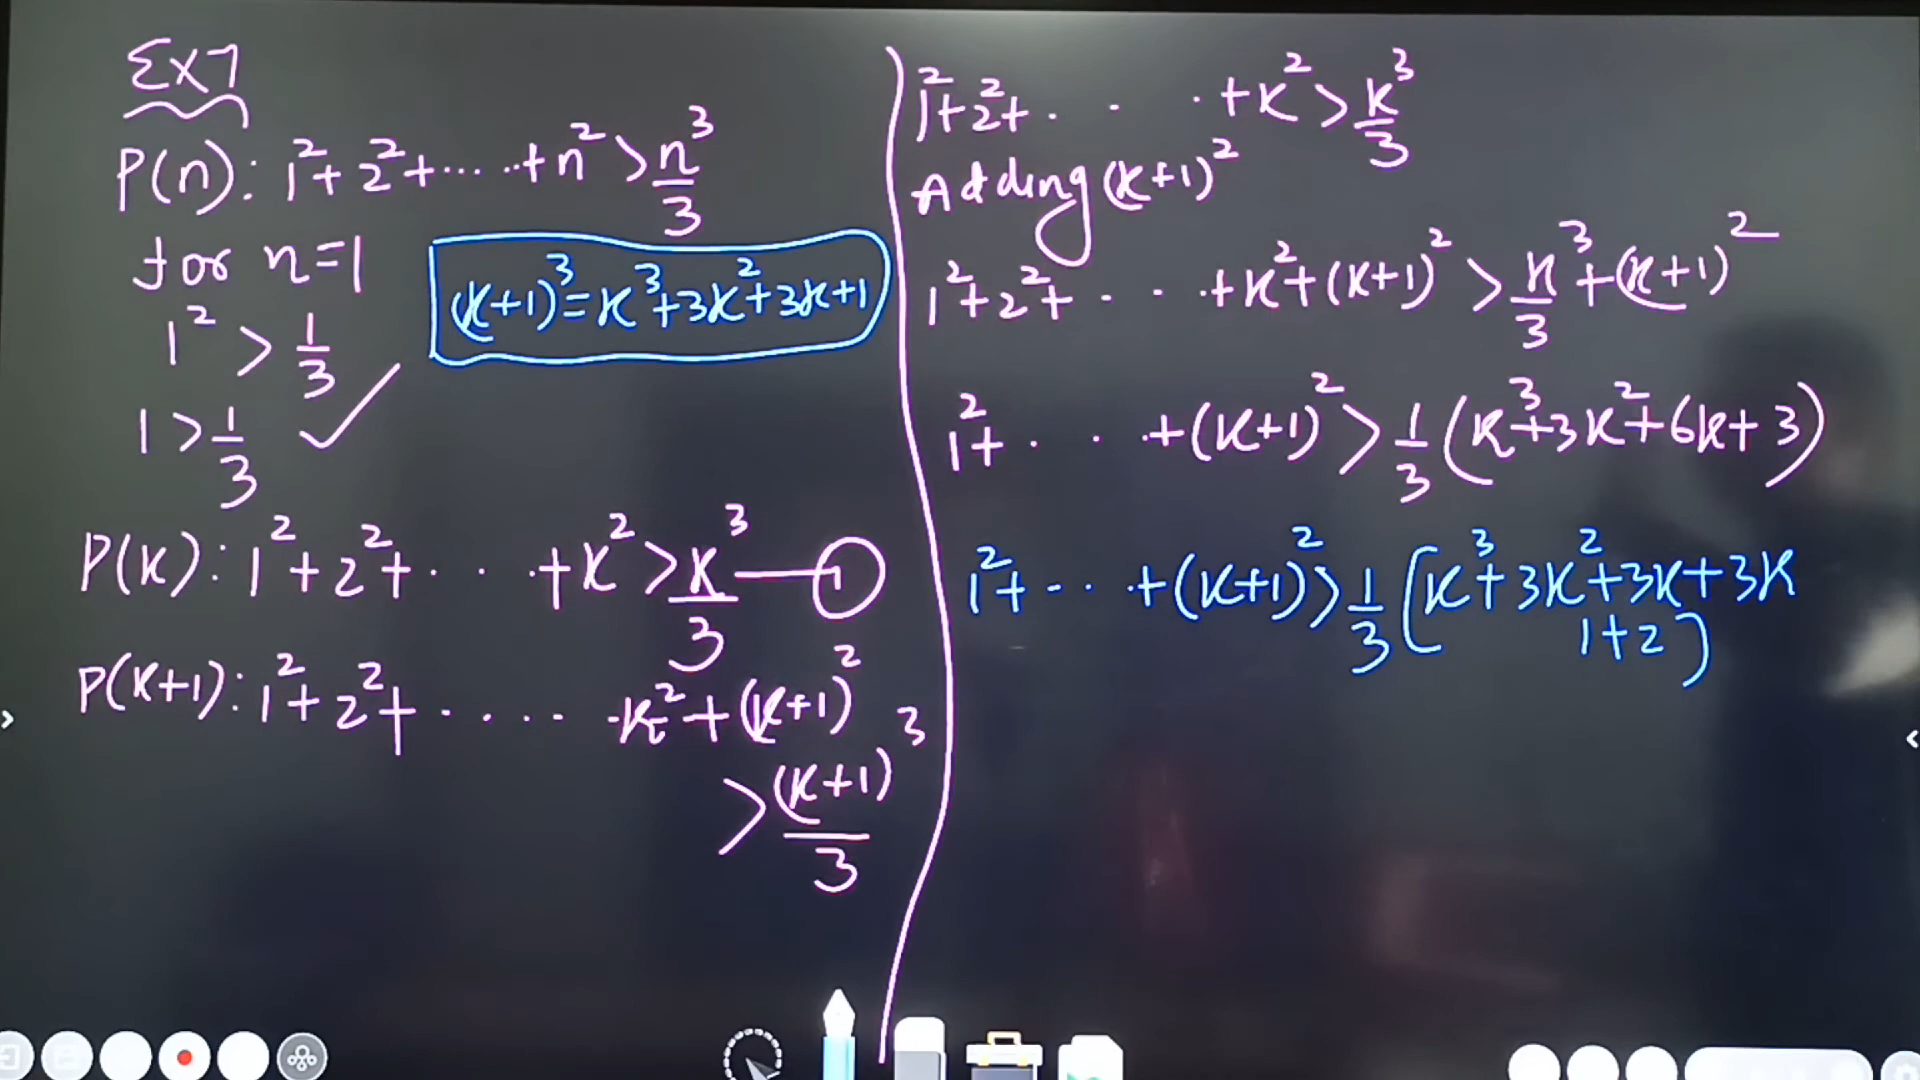 Ex 7
P(n): 1²+2²+.....+n²>n³/3
for n=1
(k+1)³=k³+3k²+3k+1
1²>1/3
1>1/3 ✓
P(k): 1²+2²+...+k²>k³/3 —①
P(k+1): 1²+2²+.....k²+(k+1)²
>(k+1)³/3
1²+2²+...+k²>k³/3
Adding (k+1)²
1²+2²+...+k²+(k+1)²>k³/3+(k+1)²
1²+...+(k+1)²>1/3(k³+3k²+6k+3)
1²+...+(k+1)²>1/3(k³+3k²+3k+3k
1+2)